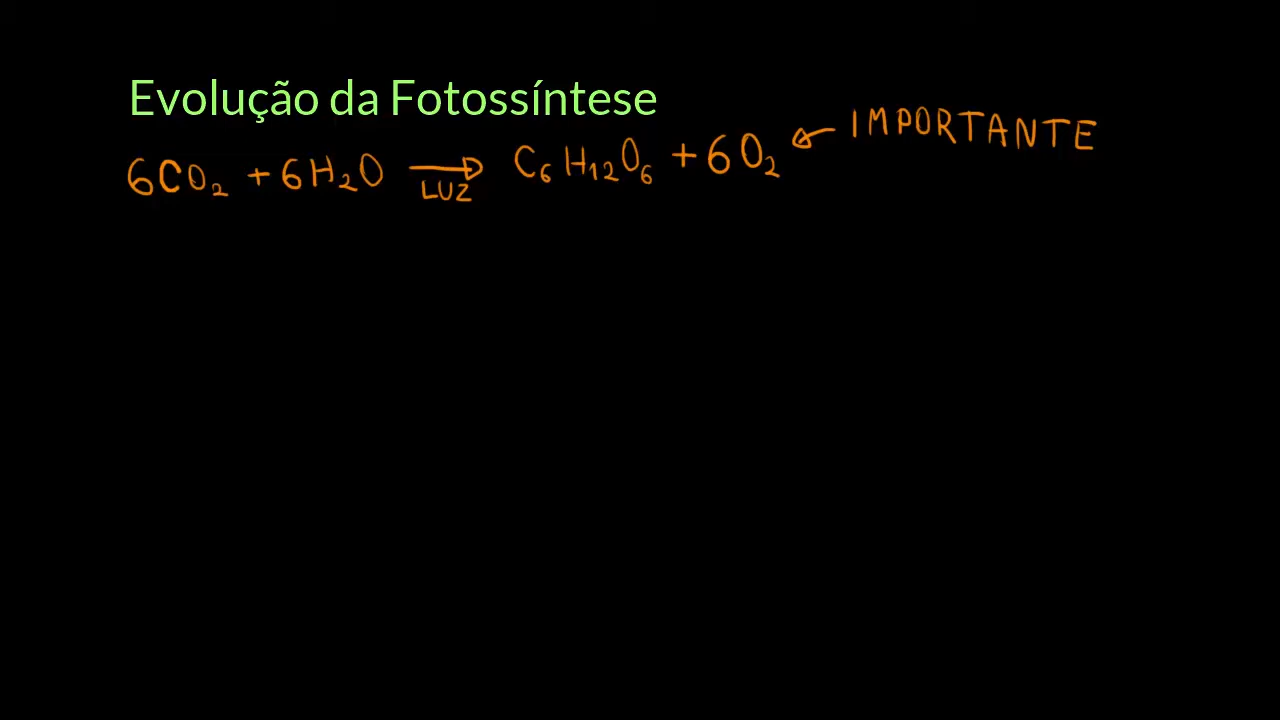 Evolução da Fotossíntese
6CO₂ + 6H₂O → C₆H₁₂O₆ + 6O₂ ← IMPORTANTE
LUZ